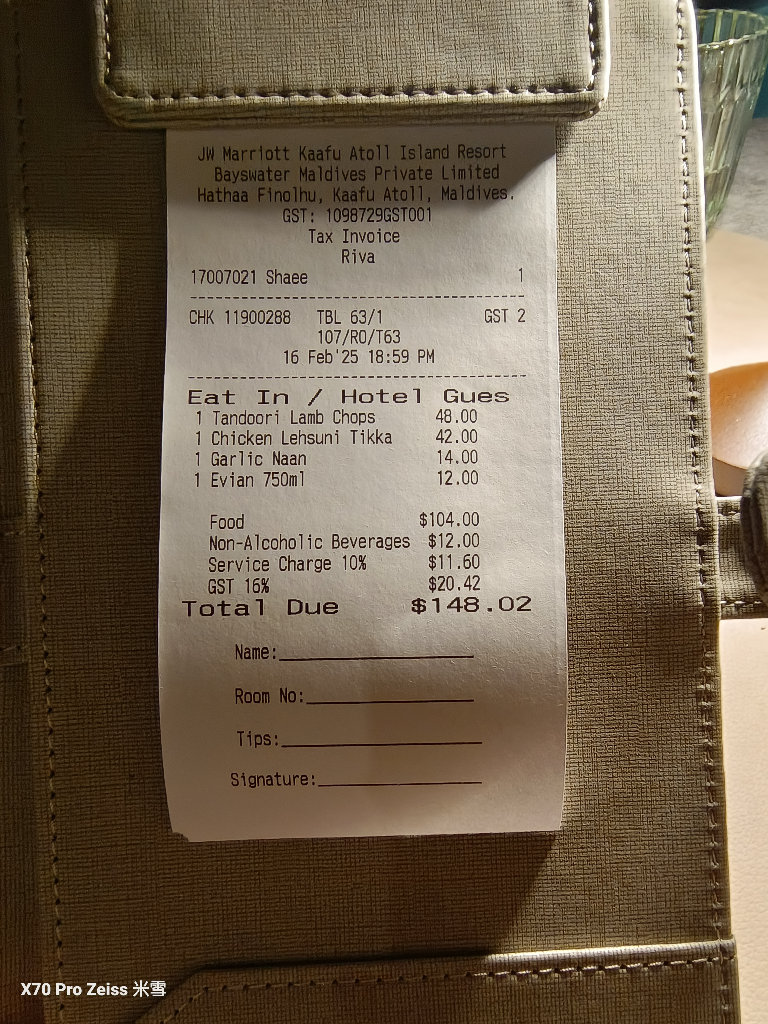 JW Marriott Kaafu Atoll Island Resort
Bayswater Maldives Private Limited
Hathaa Finolhu, Kaafu Atoll, Maldives.
GST: 1098729GST001
Tax Invoice
Riva
17007021 Shaee 1
CHK 11900288 TBL 63/1 GST 2
107/RO/T63
16 Feb'25 18:59 PM
Eat In / Hotel Gues
1 Tandoori Lamb Chops 48.00
1 Chicken Lehsuni Tikka 42.00
1 Garlic Naan 14.00
1 Evian 750ml 12.00
Food $104.00
Non-Alcoholic Beverages $12.00
Service Charge 10% $11.60
GST 16% $20.42
Total Due $148.02
Name:
Room No:
Tips:
Signature:
X70 Pro Zeiss 米雪